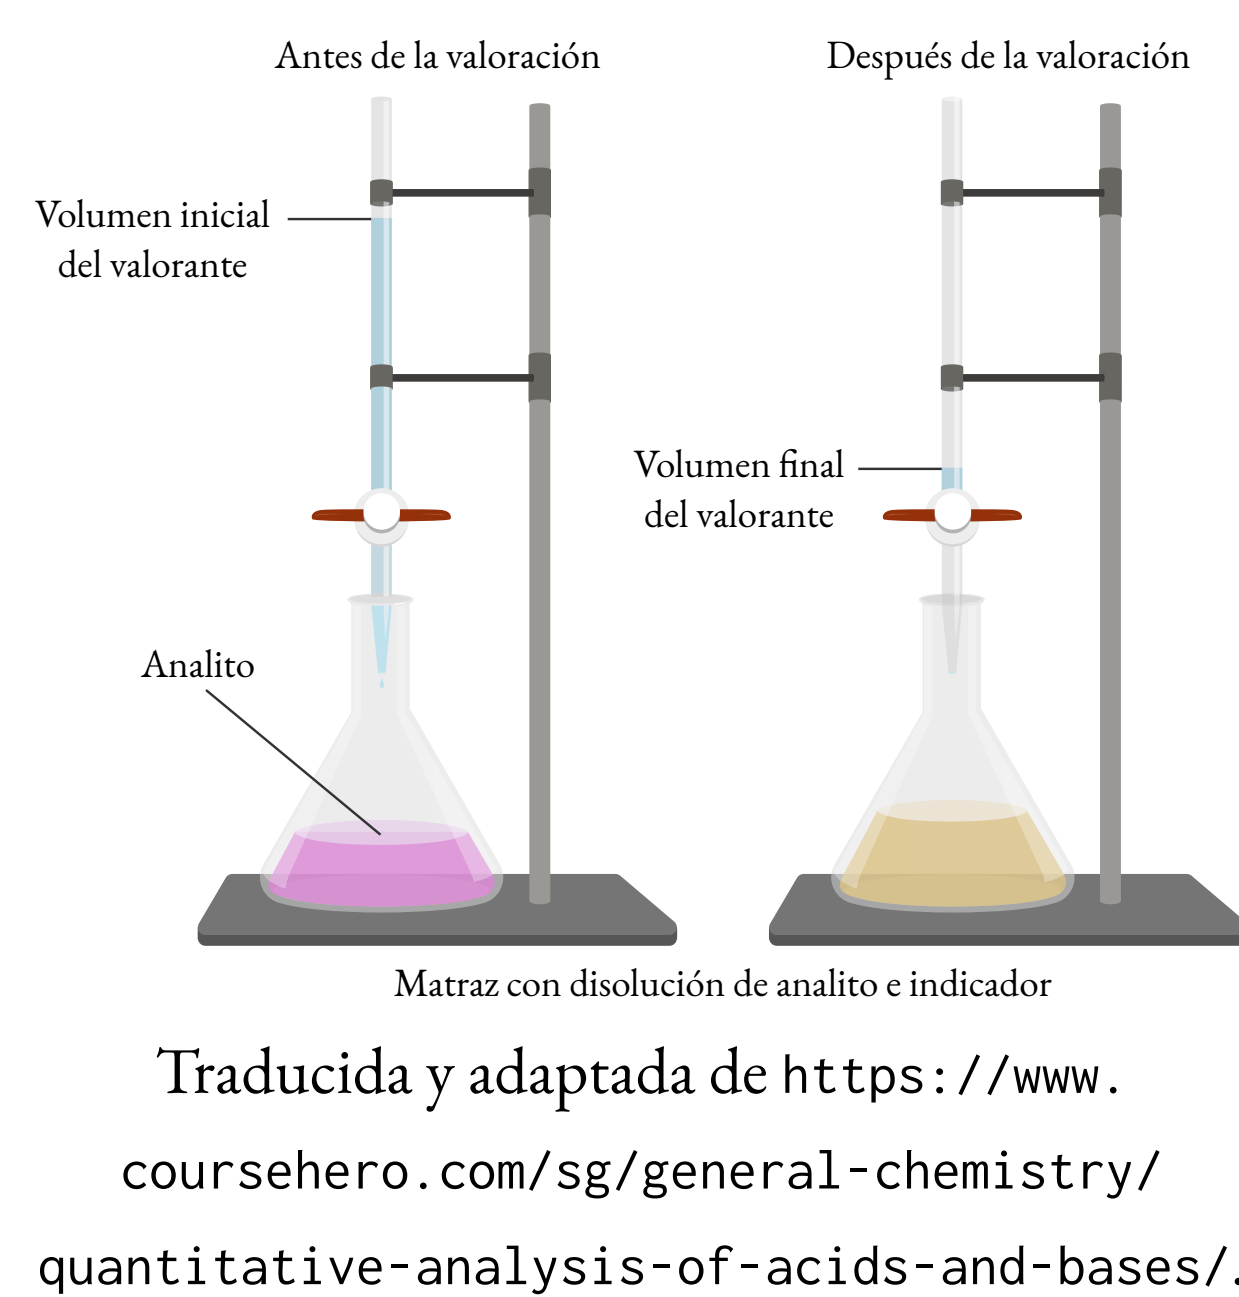 Antes de la valoración
Después de la valoración
Volumen inicial
del valorante
Volumen final
del valorante
Analito
Matraz con disolución de analito e indicador
Traducida y adaptada de https://www.
coursehero.com/sg/general-chemistry/
quantitative-analysis-of-acids-and-bases/.